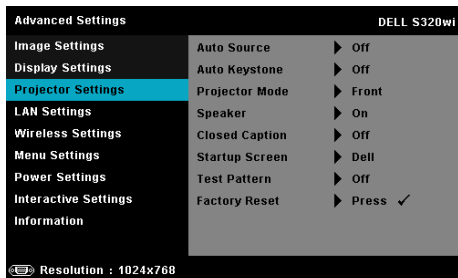 Advanced Settings DELL S320wi
Image Settings Auto Source Off
Display Settings Auto Keystone Off
Projector Settings Projector Mode Front
LAN Settings Speaker On
Wireless Settings Closed Caption Off
Menu Settings Startup Screen Dell
Power Settings Test Pattern Off
Interactive Settings Factory Reset Press ✓
Information
Resolution : 1024x768